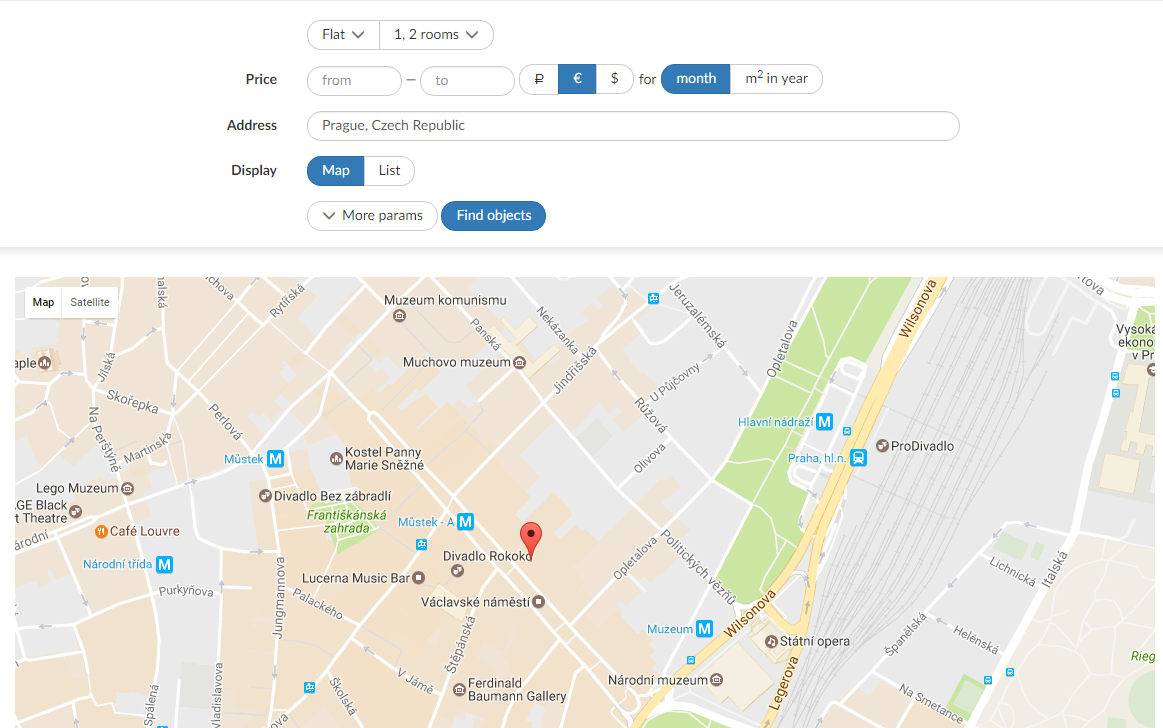 Flat 1, 2 rooms
Price from – to ₽ € $ for month m² in year
Address Prague, Czech Republic
Display Map List
More params Find objects
Map Satellite
Rytířská
Muzeum komunismu
Jeruzalémská
Wilsonova
Nekázanka
Panská
Opletalova
Vysoká
ekono
v Pr
aple
Jilská
Muchovo muzeum
Jindřišská
U Půjčovny
Skořepka
Perlová
Růžová
Na Perštýně
Martinská
Hlavní nádraží M
ProDivadlo
Můstek M
Kostel Panny
Marie Sněžné
Olivova
Praha, hl.n.
Lego Muzeum
Divadlo Bez zábradlí
GE Black
t Theatre
Františkánská
zahrada
Můstek - A M
Café Louvre
Národní
Divadlo Rokoko
Opletalova
Politických vězňů
Národní třída M
Lucerna Music Bar
Purkyňova
Jungmannova
Palackého
Václavské náměstí
Lichnická
Italská
Wilsonova
Muzeum M
Státní opera
Španělská
Helénská
Štěpánská
V Jámě
Ferdinand
Baumann Gallery
Národní muzeum
Legerova
Rieg
Školská
Spálená
Vladislavova
Na Smetance